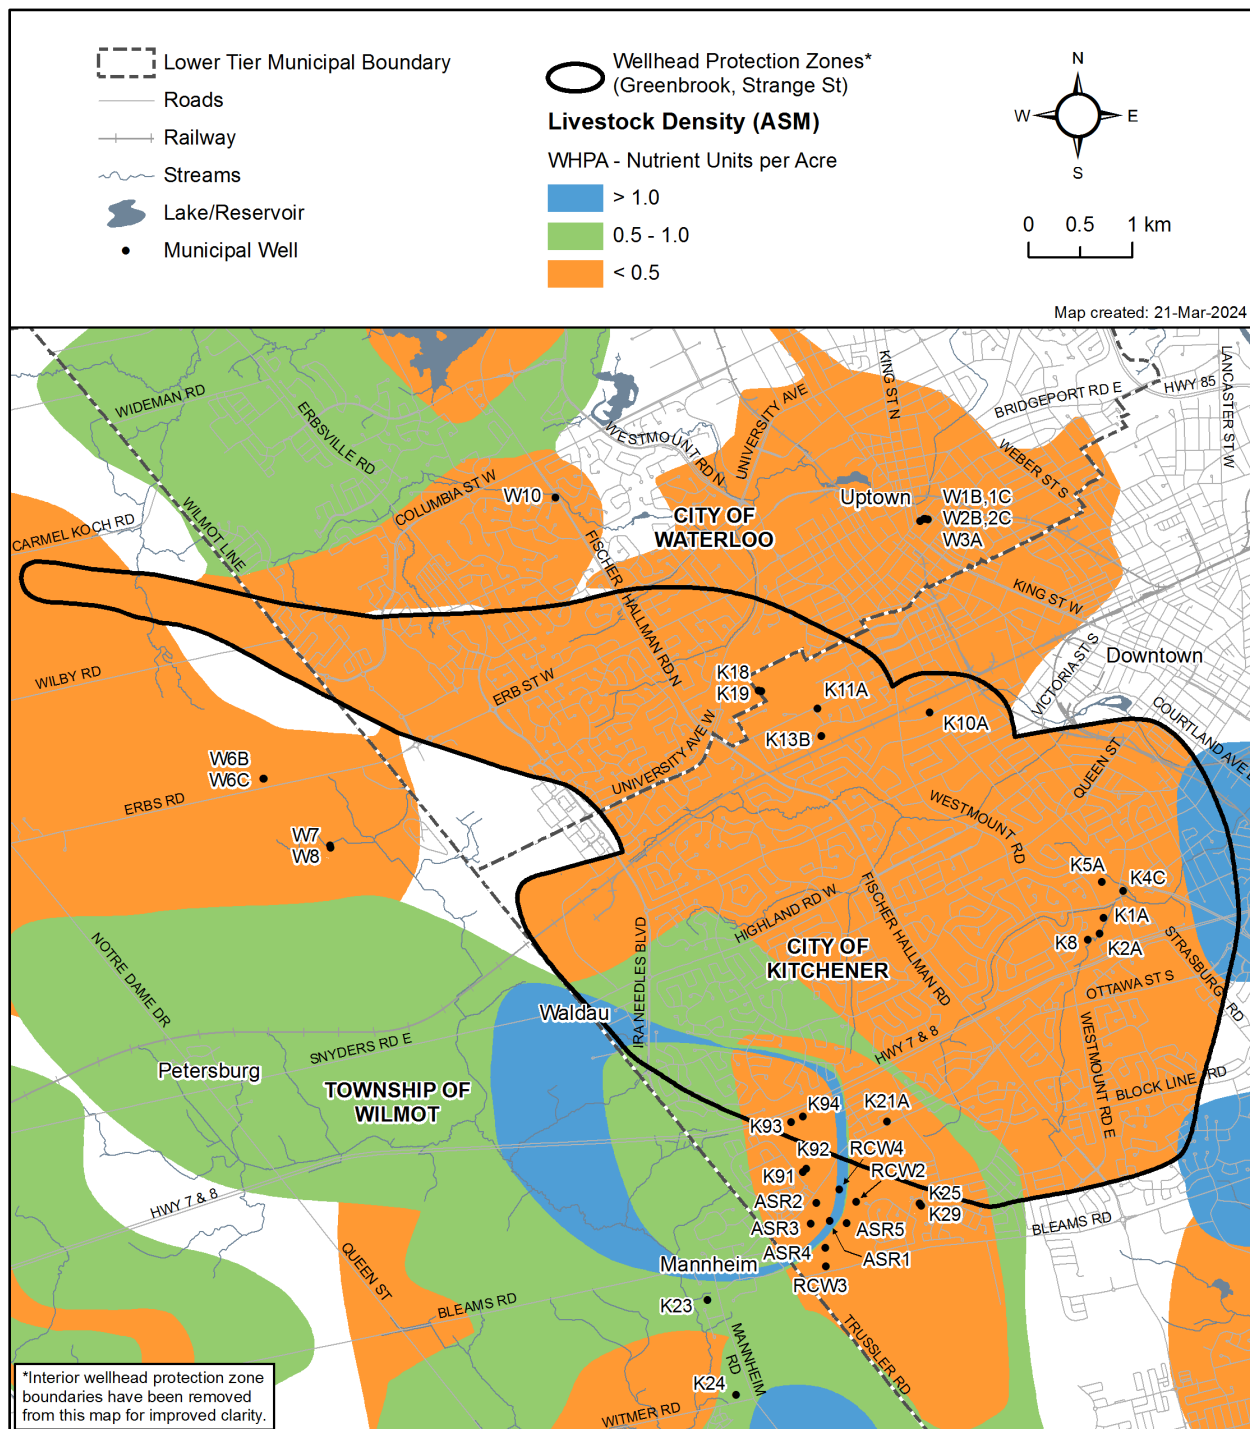 Lower Tier Municipal Boundary
Roads
Railway
Streams
Lake/Reservoir
Municipal Well
Wellhead Protection Zones*
(Greenbrook, Strange St)
Livestock Density (ASM)
WHPA - Nutrient Units per Acre
> 1.0
0.5 - 1.0
< 0.5
N
W
E
S
0 0.5 1 km
Map created: 21-Mar-2024
LANCASTER ST W
HWY 85
KING ST N
BRIDGEPORT RD E
WIDEMAN RD
UNIVERSITY AVE
ERBSVILLE RD
WESTMOUNT RD N
WEBER ST S
COLUMBIA ST W
W10
Uptown
W1B,1C
W2B,2C
W3A
CITY OF
WATERLOO
CARMEL KOCH RD
WILMOT LINE
FISCHER HALLMAN RD N
KING ST W
VICTORIA ST S
Downtown
WILBY RD
ERB ST W
K18
K19
K11A
K10A
K13B
COURTLAND AVE E
UNIVERSITY AVE W
QUEEN ST
W6B
W6C
ERBS RD
WESTMOUNT RD
W7
W8
K5A
K4C
K1A
K8
K2A
FISCHER HALLMAN RD
HIGHLAND RD W
CITY OF
KITCHENER
STRASBURG RD
OTTAWA ST S
IRA NEEDLES BLVD
NOTRE DAME DR
Waldau
SNYDERS RD E
HWY 7 & 8
Petersburg
TOWNSHIP OF
WILMOT
WESTMOUNT RD E
BLOCK LINE RD
K94
K93
K21A
K92
RCW4
K91
RCW2
ASR2
K25
K29
HWY 7 & 8
ASR3
ASR5
BLEAMS RD
ASR4
ASR1
Mannheim
RCW3
QUEEN ST
BLEAMS RD
K23
MANNHEIM
RD
TRUSSLER RD
K24
WITMER RD
*Interior wellhead protection zone
boundaries have been removed
from this map for improved clarity.